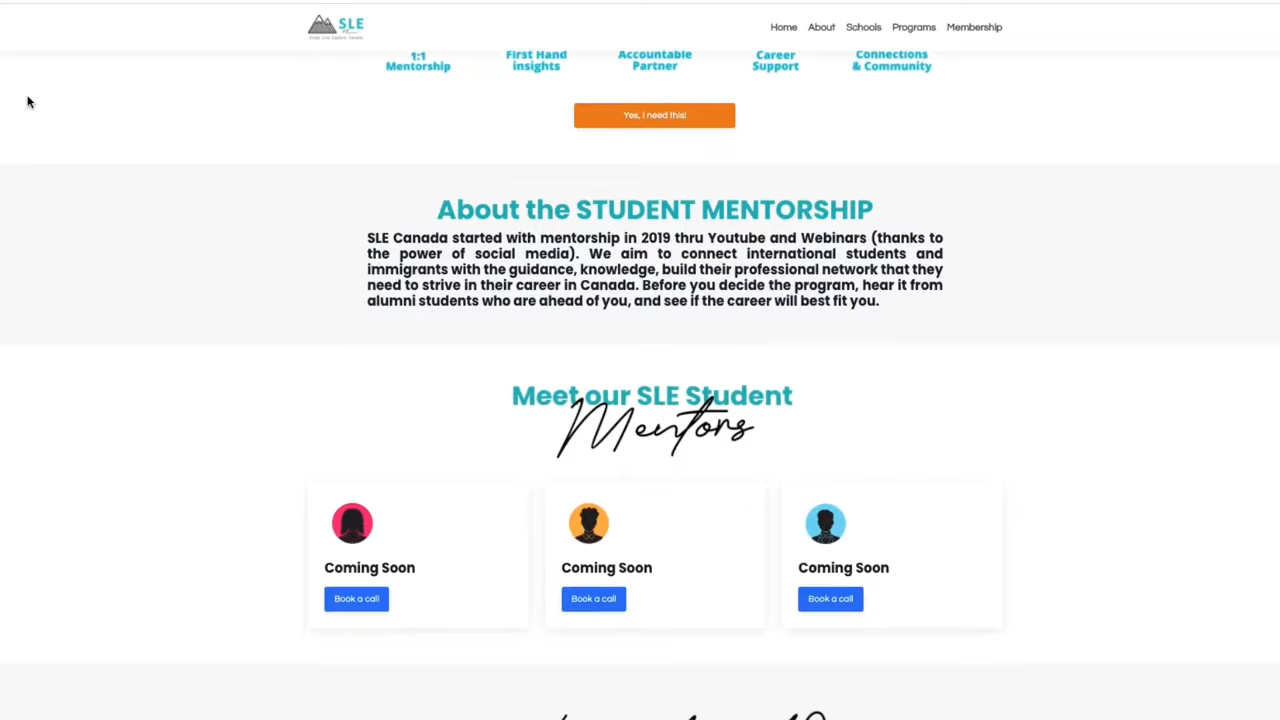 SLE
Home About Schools Programs Membership
1:1 Mentorship
First Hand insights
Accountable Partner
Career Support
Connections & Community
Yes, I need this!
About the STUDENT MENTORSHIP
SLE Canada started with mentorship in 2019 thru Youtube and Webinars (thanks to
the power of social media). We aim to connect international students and
immigrants with the guidance, knowledge, build their professional network that they
need to strive in their career in Canada. Before you decide the program, hear it from
alumni students who are ahead of you, and see if the career will best fit you.
Meet our SLE Student
Mentors
Coming Soon
Book a call
Coming Soon
Book a call
Coming Soon
Book a call